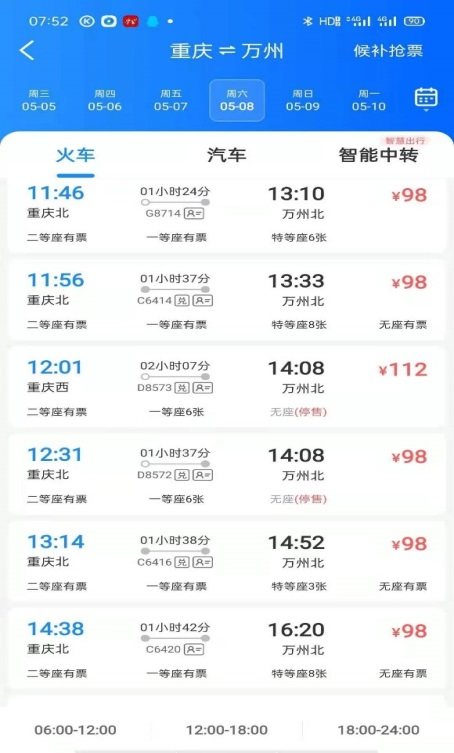 07:52 HD 5G 4G 90
重庆⇌万州 候补抢票
周三 周四 周五 周六 周日 周一
05-05 05-06 05-07 05-08 05-09 05-10
智慧出行
火车 汽车 智能中转
11:46 01小时24分 13:10 ¥98
重庆北 G8714 万州北
二等座有票 一等座有票 特等座6张
11:56 01小时37分 13:33 ¥98
重庆北 C6414 兑 万州北
二等座有票 一等座有票 特等座8张 无座有票
12:01 02小时07分 14:08 ¥112
重庆西 D8573 兑 万州北
二等座有票 一等座6张 无座(停售)
12:31 01小时37分 14:08 ¥98
重庆北 D8572 兑 万州北
二等座有票 一等座6张 无座(停售)
13:14 01小时38分 14:52 ¥98
重庆北 C6416 兑 万州北
二等座有票 一等座有票 特等座3张 无座有票
14:38 01小时42分 16:20 ¥98
重庆北 C6420 万州北
二等座有票 一等座有票 特等座8张 无座有票
06:00-12:00 12:00-18:00 18:00-24:00